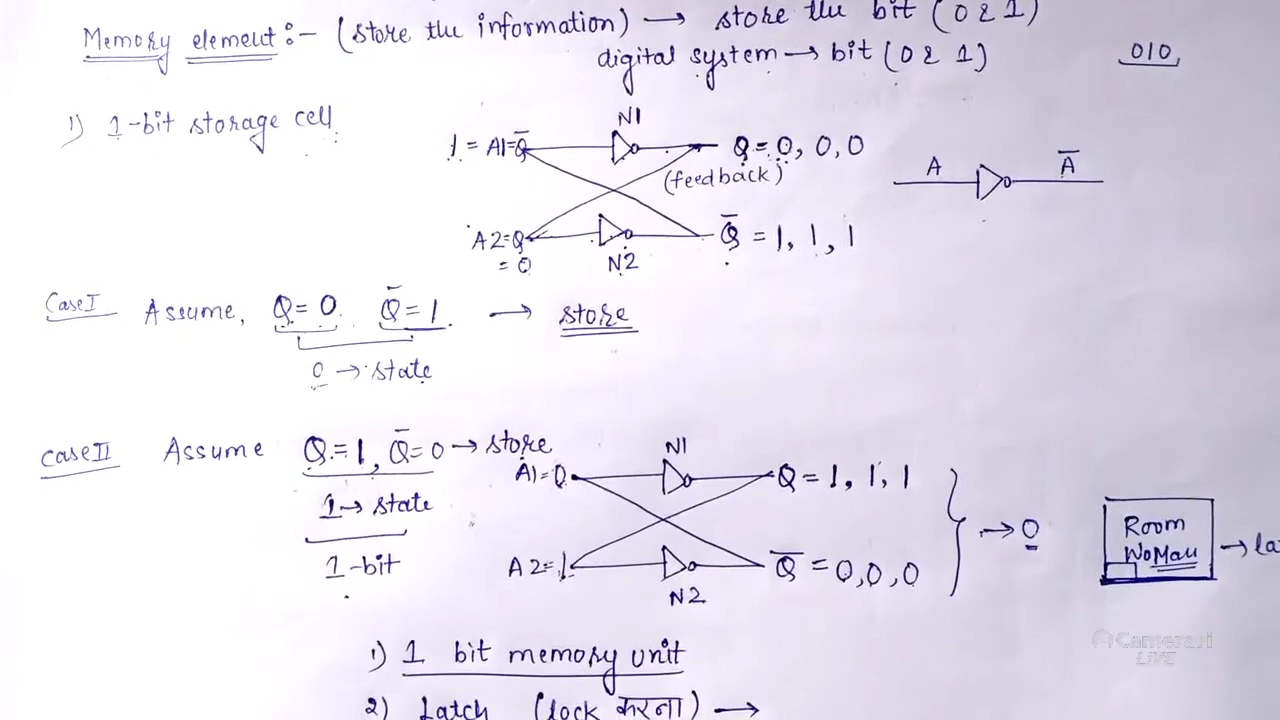 Memory element :- (store the information) → store the bit (0 & 1)
digital system → bit (0 & 1)
010
1) 1-bit storage cell.
N1
1 = A1=Q̅
Q = 0, 0, 0
(feedback)
A
A̅
A2=Q
= 0
N2
Q̅ = 1, 1, 1
Case I Assume, Q = 0. Q̅ = 1. → store
0 → state
case II Assume Q = 1, Q̅ = 0 → store
1 → state
1-bit
N1
A1=0
Q = 1, 1, 1
A2=1
N2
Q̅ = 0, 0, 0
→ 0
Room
WoMan
1) 1 bit memory unit
2) Latch (lock करना) →
LIVE